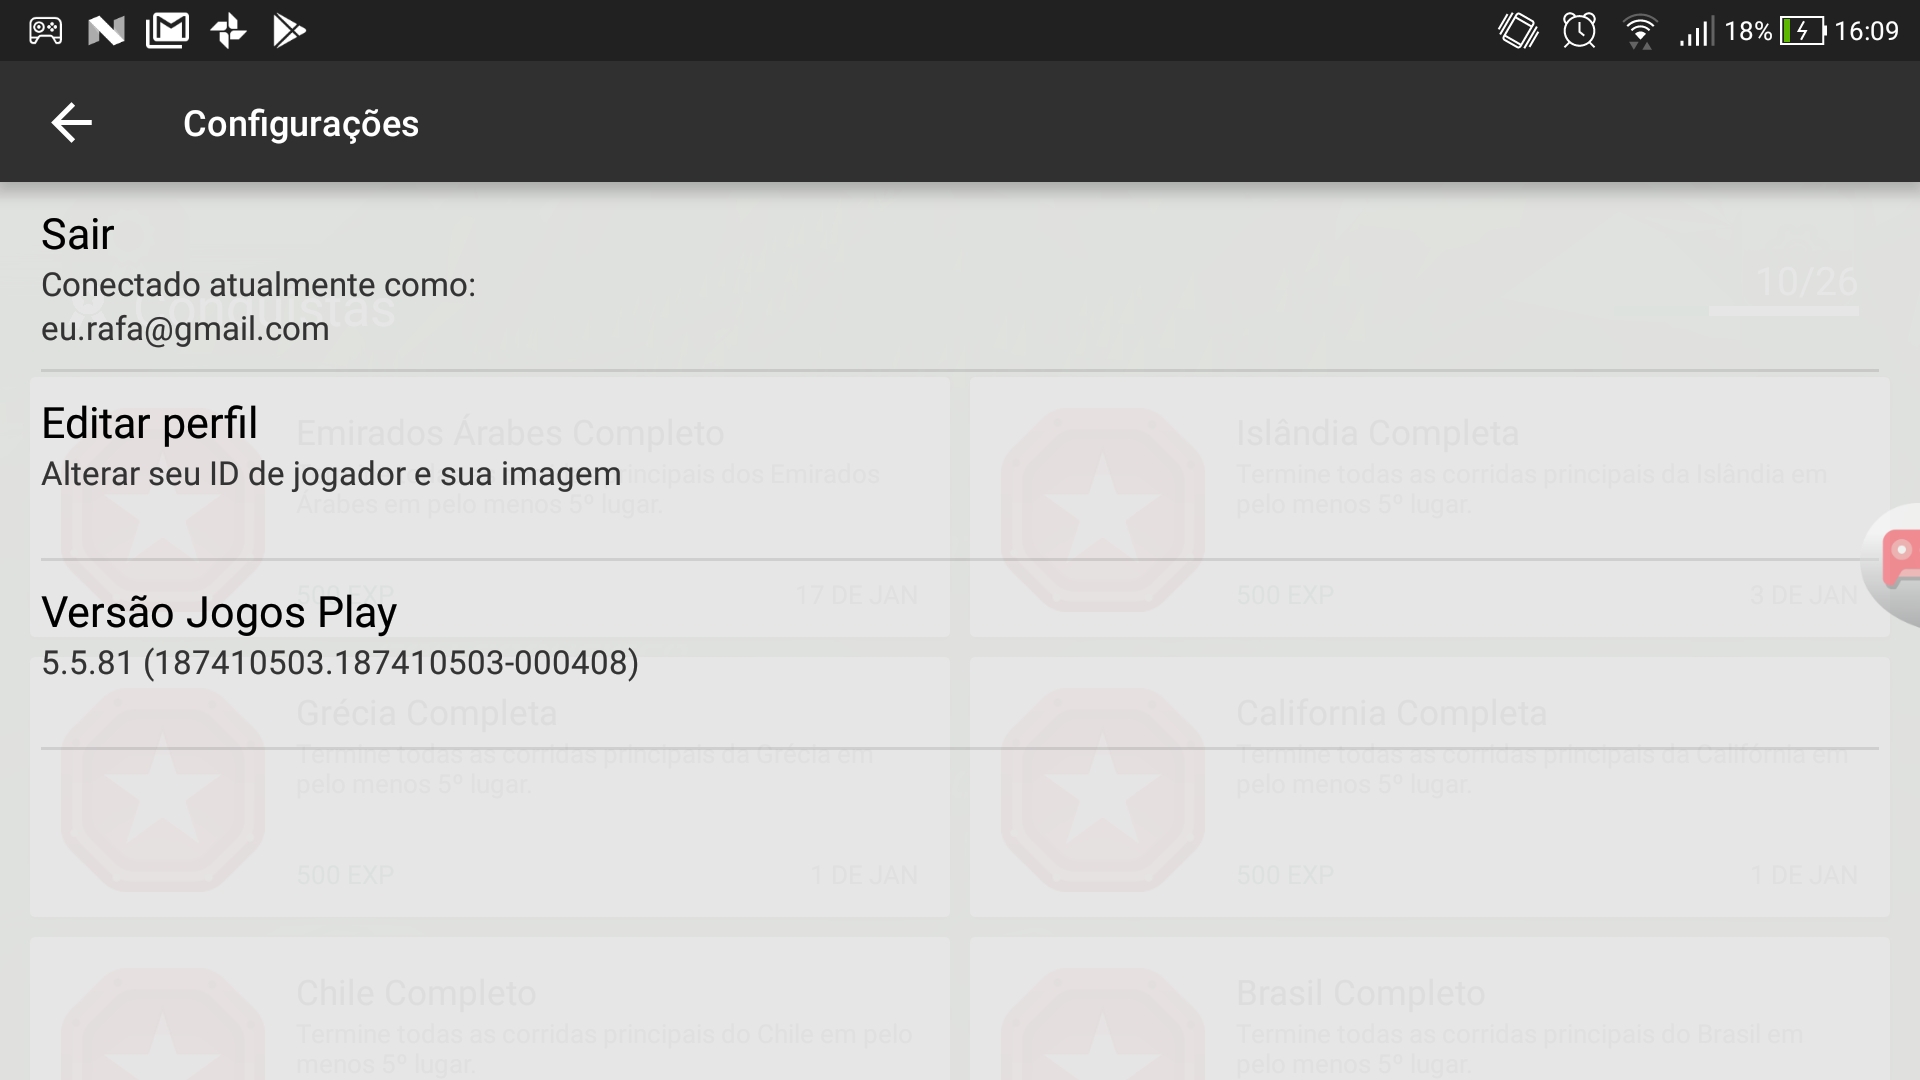 18% 16:09
Configurações
Sair
Conectado atualmente como:
eu.rafa@gmail.com
Conquistas
10/26
Editar perfil
Alterar seu ID de jogador e sua imagem
Emirados Árabes Completo
principais dos Emirados
Árabes em pelo menos 5º lugar.
500 EXP
17 DE JAN
Islândia Completa
Termine todas as corridas principais da Islândia em
pelo menos 5º lugar.
500 EXP
3 DE JAN
Versão Jogos Play
5.5.81 (187410503.187410503-000408)
Grécia Completa
Termine todas as corridas principais da Grécia em
pelo menos 5º lugar.
500 EXP
1 DE JAN
California Completa
Termine todas as corridas principais da Califórnia em
pelo menos 5º lugar.
500 EXP
1 DE JAN
Chile Completo
Termine todas as corridas principais do Chile em pelo
menos 5º lugar.
Brasil Completo
Termine todas as corridas principais do Brasil em
pelo menos 5º lugar.